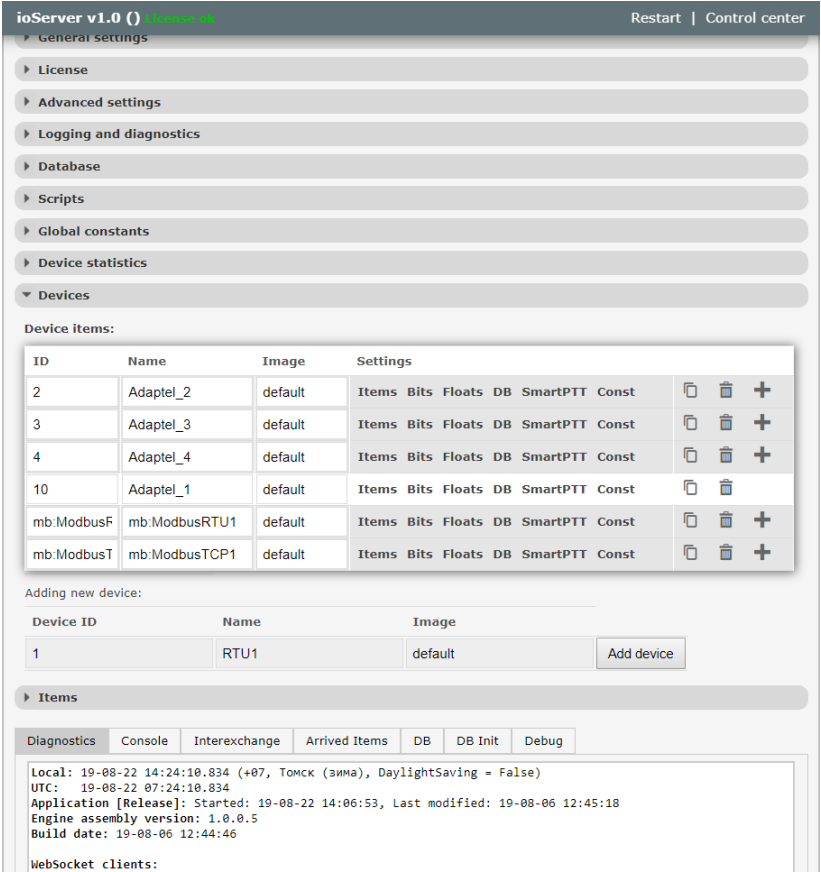 ioServer v1.0 () License ok Restart | Control center
General settings
License
Advanced settings
Logging and diagnostics
Database
Scripts
Global constants
Device statistics
Devices
Device items:
ID Name Image Settings
2 Adaptel_2 default Items Bits Floats DB SmartPTT Const
3 Adaptel_3 default Items Bits Floats DB SmartPTT Const
4 Adaptel_4 default Items Bits Floats DB SmartPTT Const
10 Adaptel_1 default Items Bits Floats DB SmartPTT Const
mb:ModbusR mb:ModbusRTU1 default Items Bits Floats DB SmartPTT Const
mb:ModbusT mb:ModbusTCP1 default Items Bits Floats DB SmartPTT Const
Adding new device:
Device ID Name Image
1 RTU1 default Add device
Items
Diagnostics Console Interexchange Arrived Items DB DB Init Debug
Local: 19-08-22 14:24:10.834 (+07, Томск (зима), DaylightSaving = False)
UTC: 19-08-22 07:24:10.834
Application [Release]: Started: 19-08-22 14:06:53, Last modified: 19-08-06 12:45:18
Engine assembly version: 1.0.0.5
Build date: 19-08-06 12:44:46
WebSocket clients: